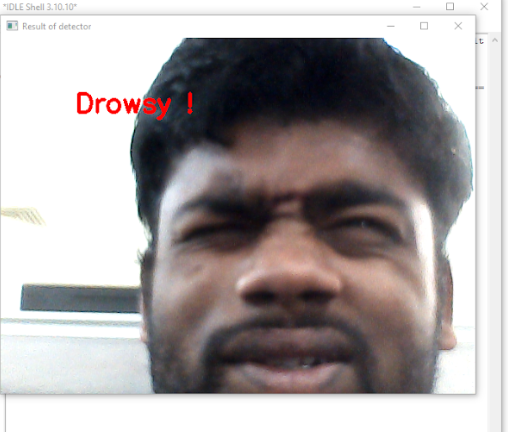 *IDLE Shell 3.10.10*
Result of detector
Drowsy !